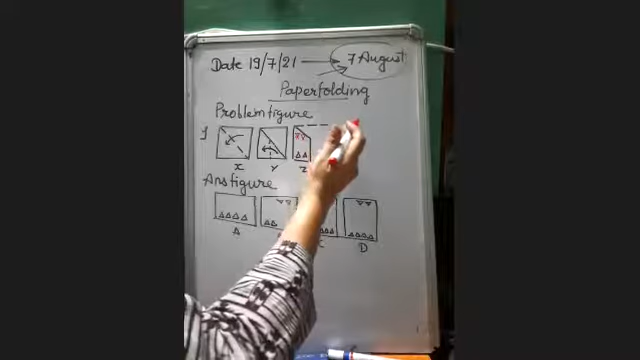 Date 19/7/21 → 7 August
Paperfolding
Problem figure
1
X Y Z
Ans figure
A C D